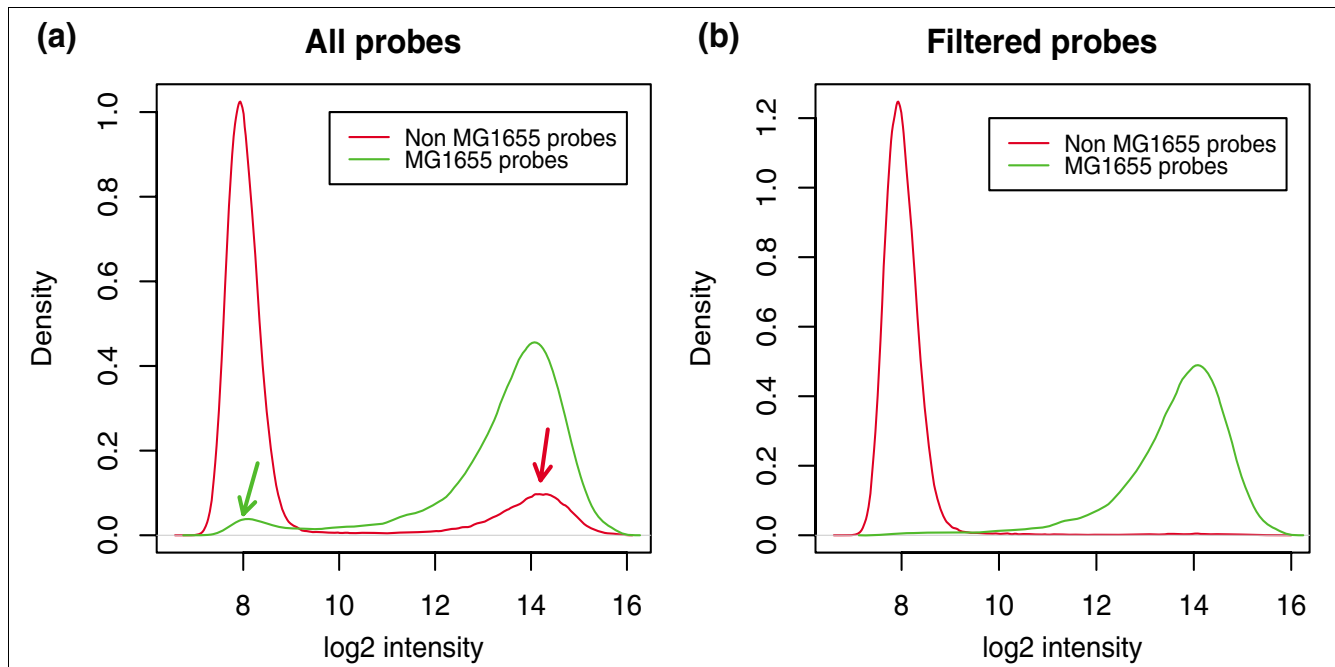 (a)
All probes
Non MG1655 probes
MG1655 probes
Density
0.0
0.2
0.4
0.6
0.8
1.0
8
10
12
14
16
log2 intensity
(b)
Filtered probes
Non MG1655 probes
MG1655 probes
Density
0.0
0.2
0.4
0.6
0.8
1.0
1.2
8
10
12
14
16
log2 intensity